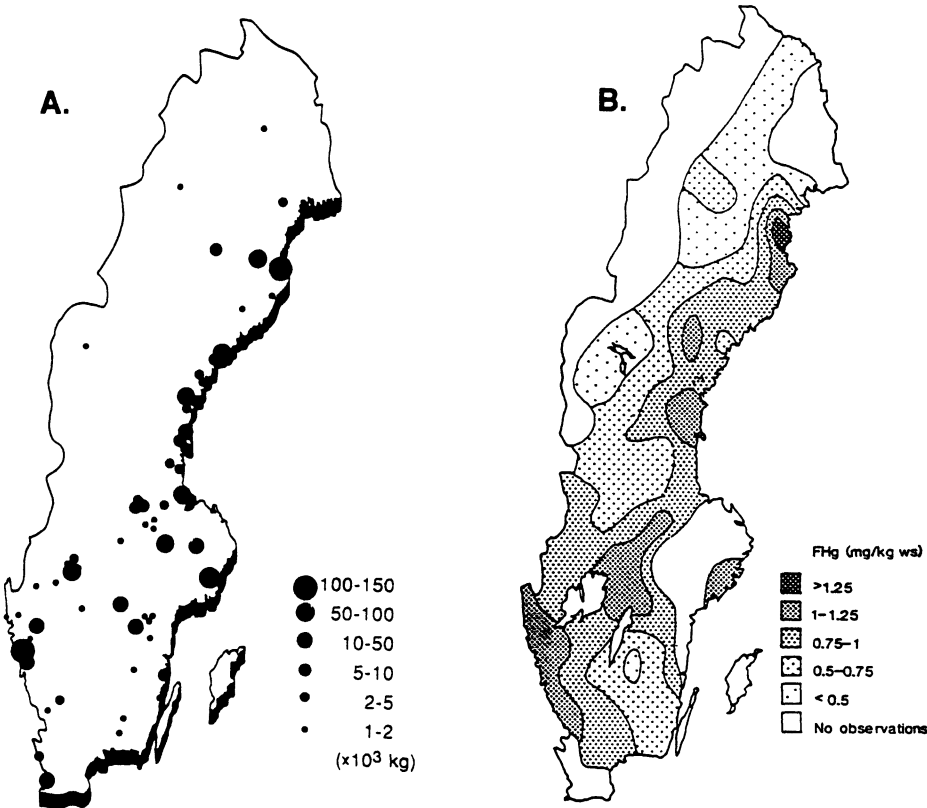 A.
100-150
50-100
10-50
5-10
2-5
1-2
(×10³ kg)
B.
FHg (mg/kg ws)
>1.25
1-1.25
0.75-1
0.5-0.75
< 0.5
No observations